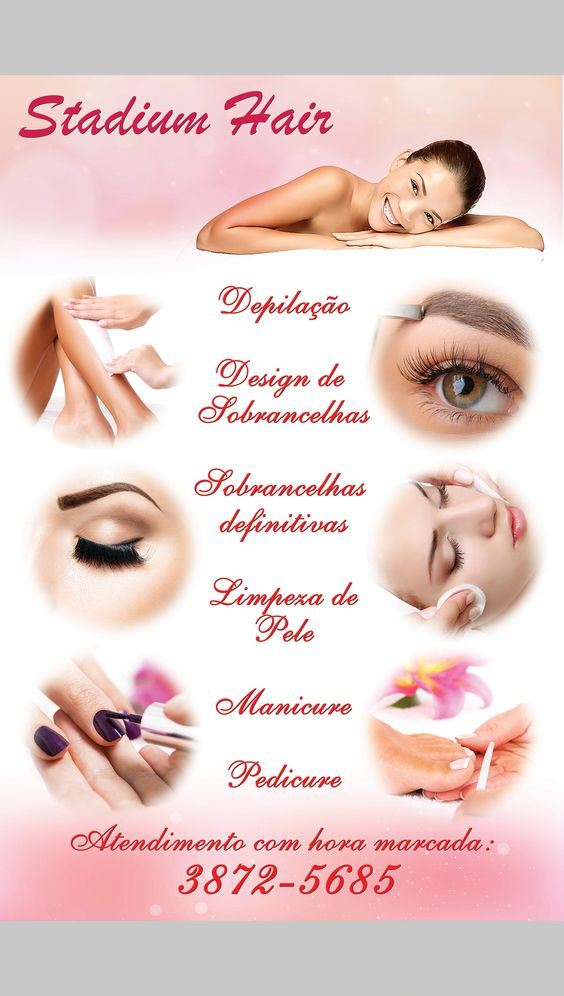 Stadium Hair
Depilação
Design de
Sobrancelhas
Sobrancelhas
definitivas
Limpeza de
Pele
Manicure
Pedicure
Atendimento com hora marcada:
3872-5685